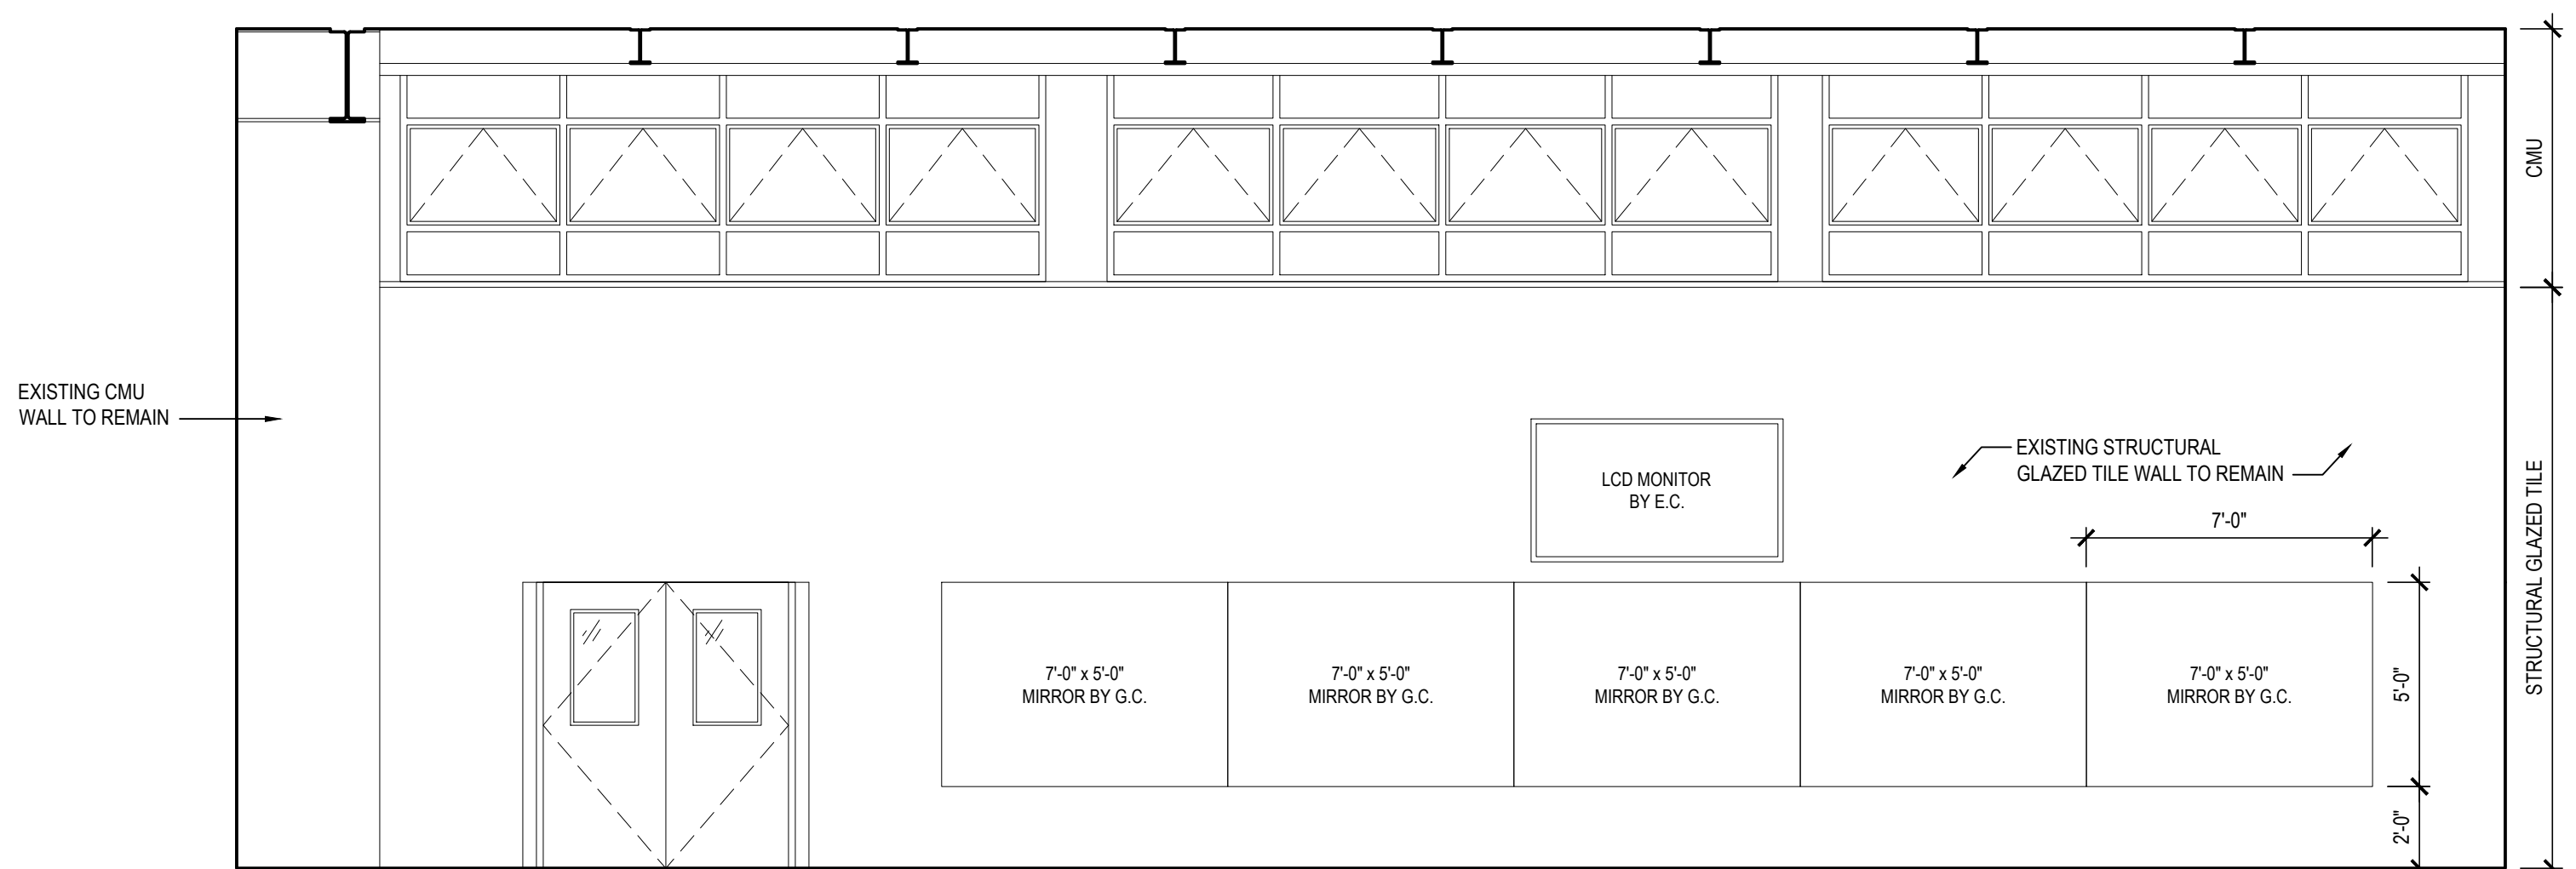 CMU
EXISTING CMU
WALL TO REMAIN
LCD MONITOR
BY E.C.
EXISTING STRUCTURAL
GLAZED TILE WALL TO REMAIN
STRUCTURAL GLAZED TILE
7'-0"
7'-0" x 5'-0"
MIRROR BY G.C.
7'-0" x 5'-0"
MIRROR BY G.C.
7'-0" x 5'-0"
MIRROR BY G.C.
7'-0" x 5'-0"
MIRROR BY G.C.
7'-0" x 5'-0"
MIRROR BY G.C.
5'-0"
2'-0"